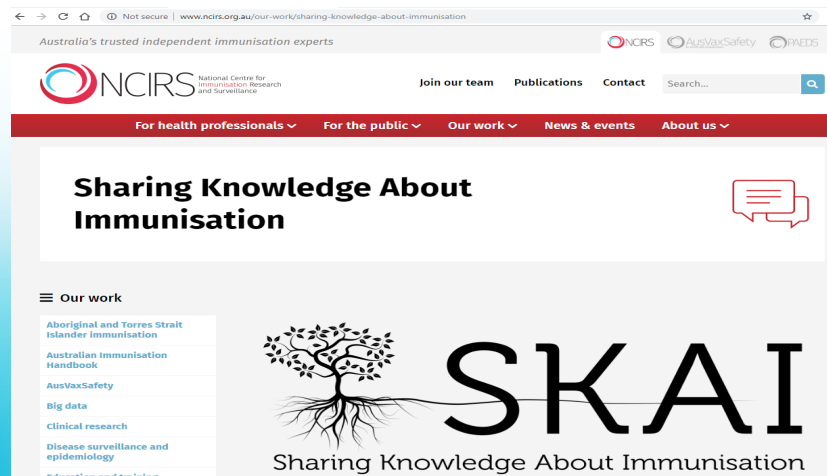 Not secure | www.ncirs.org.au/our-work/sharing-knowledge-about-immunisation
Australia's trusted independent immunisation experts
NCIRS
AusVaxSafety
PAEDS
NCIRS
National Centre for
Immunisation Research
and Surveillance
Join our team Publications Contact Search...
For health professionals For the public Our work News & events About us
Sharing Knowledge About
Immunisation
Our work
Aboriginal and Torres Strait
Islander immunisation
Australian Immunisation
Handbook
AusVaxSafety
Big data
Clinical research
Disease surveillance and
epidemiology
Education and training
SKAI
Sharing Knowledge About Immunisation